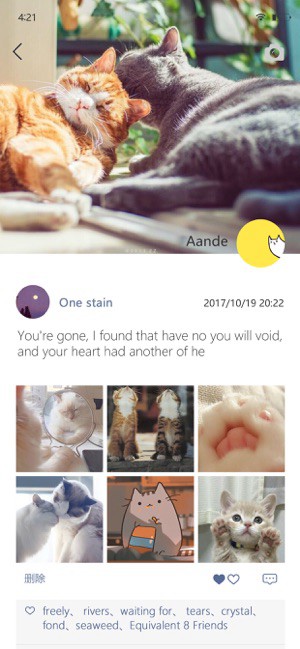 4:21
Aande
One stain
2017/10/19 20:22
You're gone, I found that have no you will void,
and your heart had another of he
删除
freely、 rivers、waiting for、 tears、crystal、
fond、seaweed、Equivalent 8 Friends